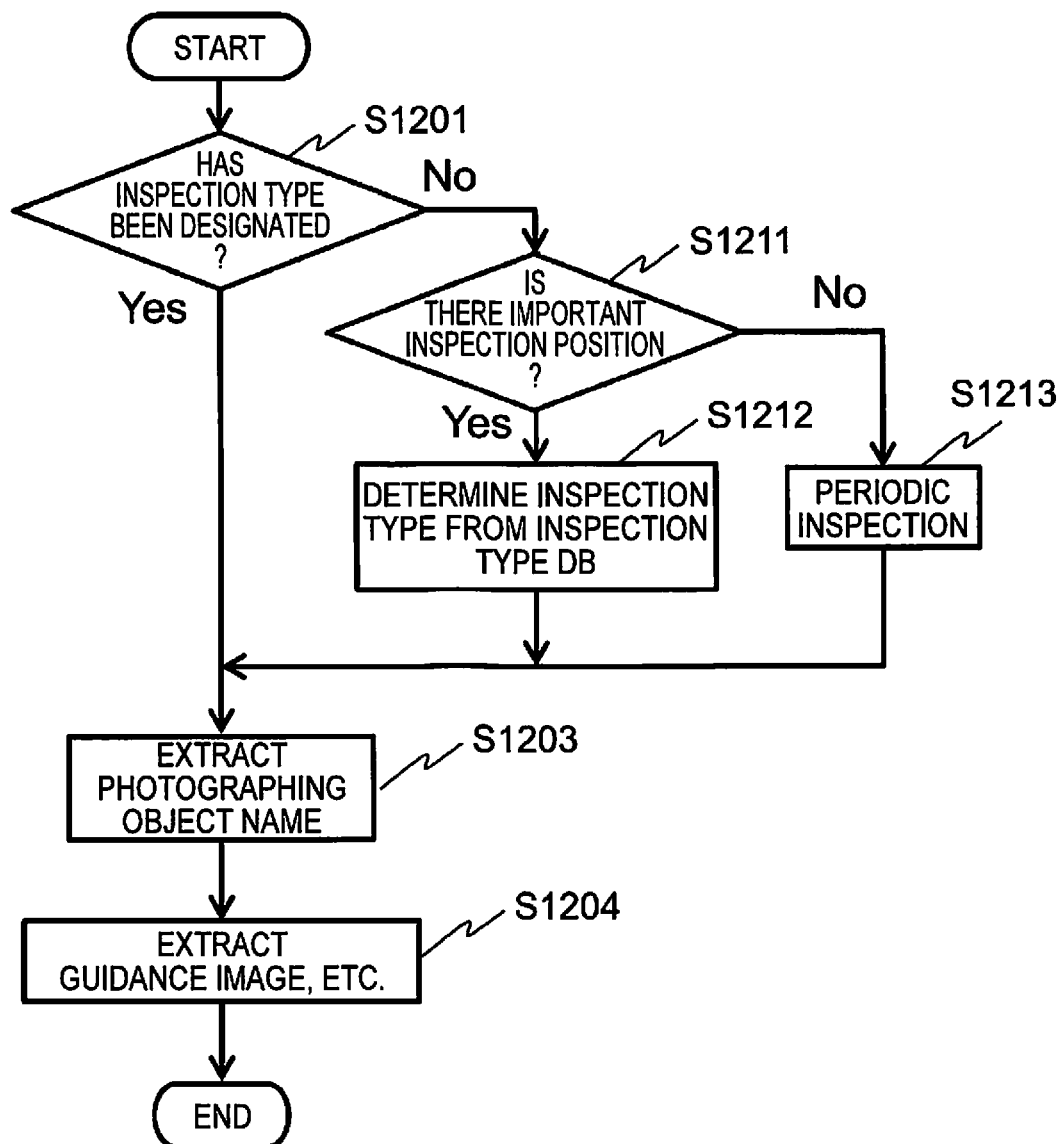 START
S1201
HAS
INSPECTION TYPE
BEEN DESIGNATED
?
No
Yes
S1211
IS
THERE IMPORTANT
INSPECTION POSITION
?
No
Yes
S1212
DETERMINE INSPECTION
TYPE FROM INSPECTION
TYPE DB
S1213
PERIODIC
INSPECTION
S1203
EXTRACT
PHOTOGRAPHING
OBJECT NAME
S1204
EXTRACT
GUIDANCE IMAGE, ETC.
END